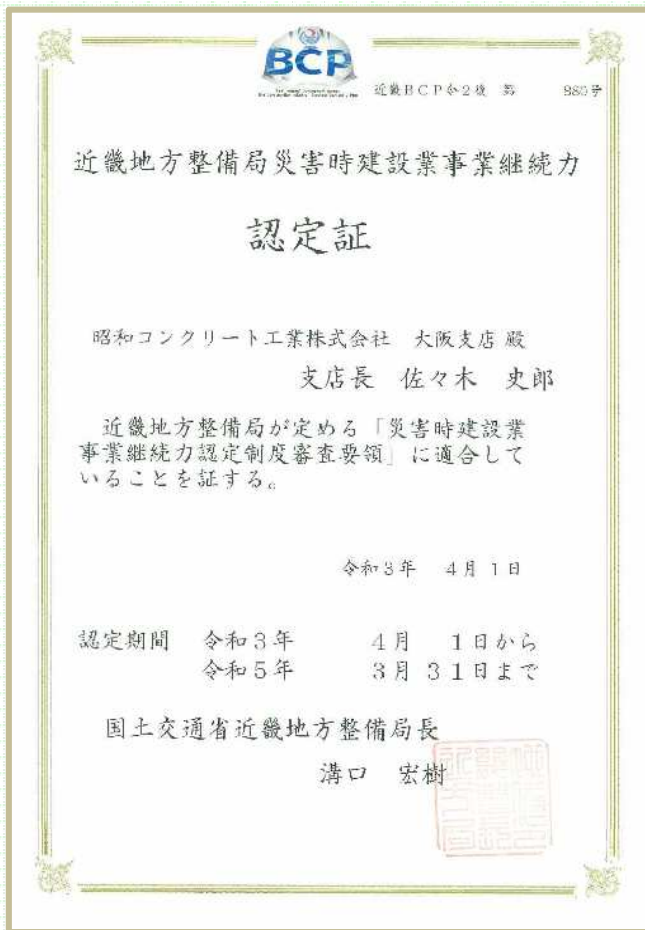 BCP
近畿BCP令2後 第 880号
近畿地方整備局災害時建設業事業継続力
認定証
昭和コンクリート工業株式会社 大阪支店 殿
支店長 佐々木 史郎
近畿地方整備局が定める「災害時建設業
事業継続力認定制度審査要領」に適合して
いることを証する。
令和3年 4月 1日
認定期間 令和3年 4月 1日から
令和5年 3月 31日まで
国土交通省近畿地方整備局長
溝口 宏樹